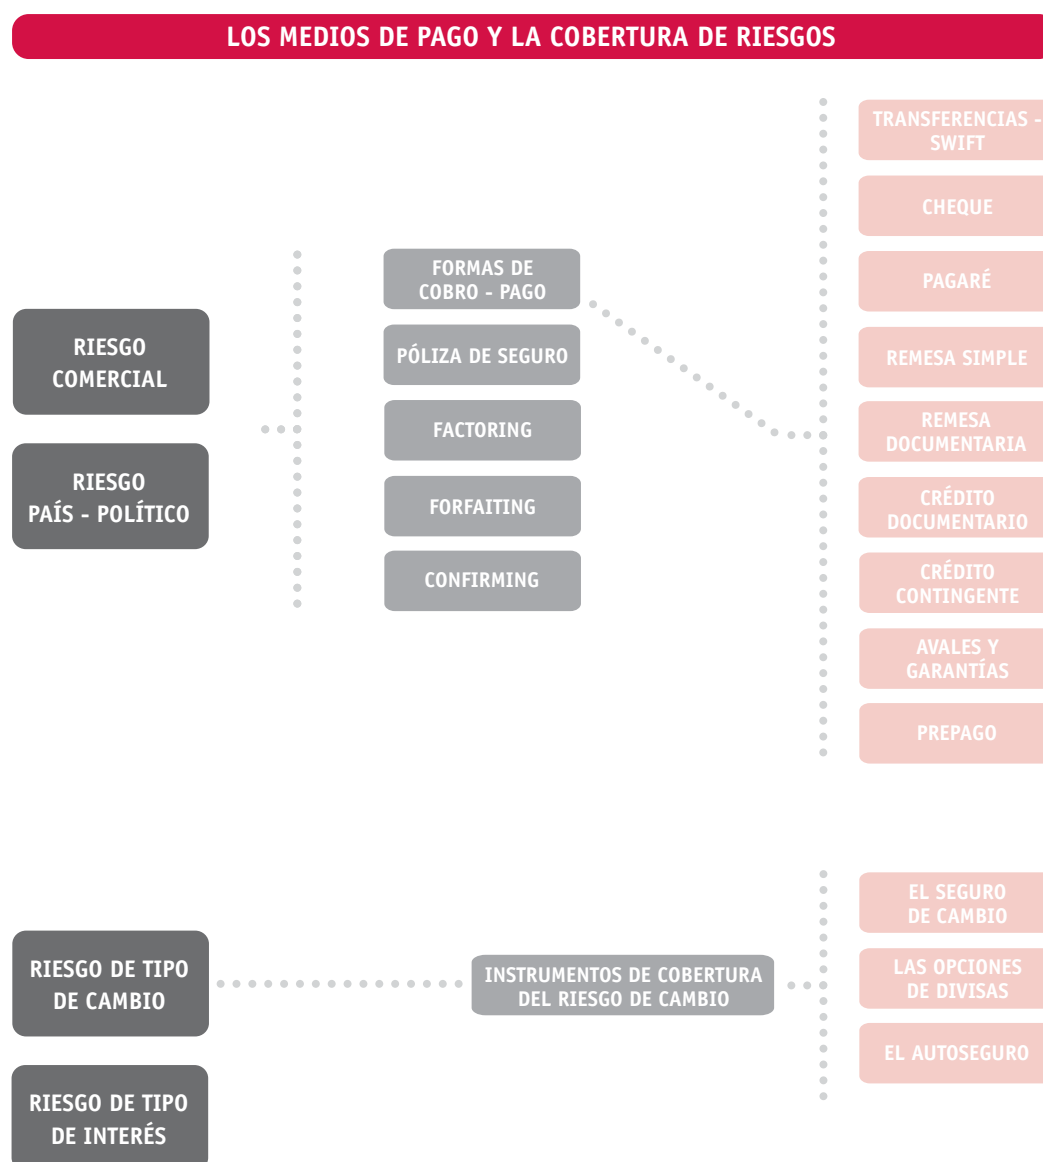 LOS MEDIOS DE PAGO Y LA COBERTURA DE RIESGOS
RIESGO
COMERCIAL
RIESGO
PAÍS - POLÍTICO
FORMAS DE
COBRO - PAGO
PÓLIZA DE SEGURO
FACTORING
FORFAITING
CONFIRMING
TRANSFERENCIAS -
SWIFT
CHEQUE
PAGARÉ
REMESA SIMPLE
REMESA
DOCUMENTARIA
CRÉDITO
DOCUMENTARIO
CRÉDITO
CONTINGENTE
AVALES Y
GARANTÍAS
PREPAGO
RIESGO DE TIPO
DE CAMBIO
INSTRUMENTOS DE COBERTURA
DEL RIESGO DE CAMBIO
EL SEGURO
DE CAMBIO
LAS OPCIONES
DE DIVISAS
EL AUTOSEGURO
RIESGO DE TIPO
DE INTERÉS